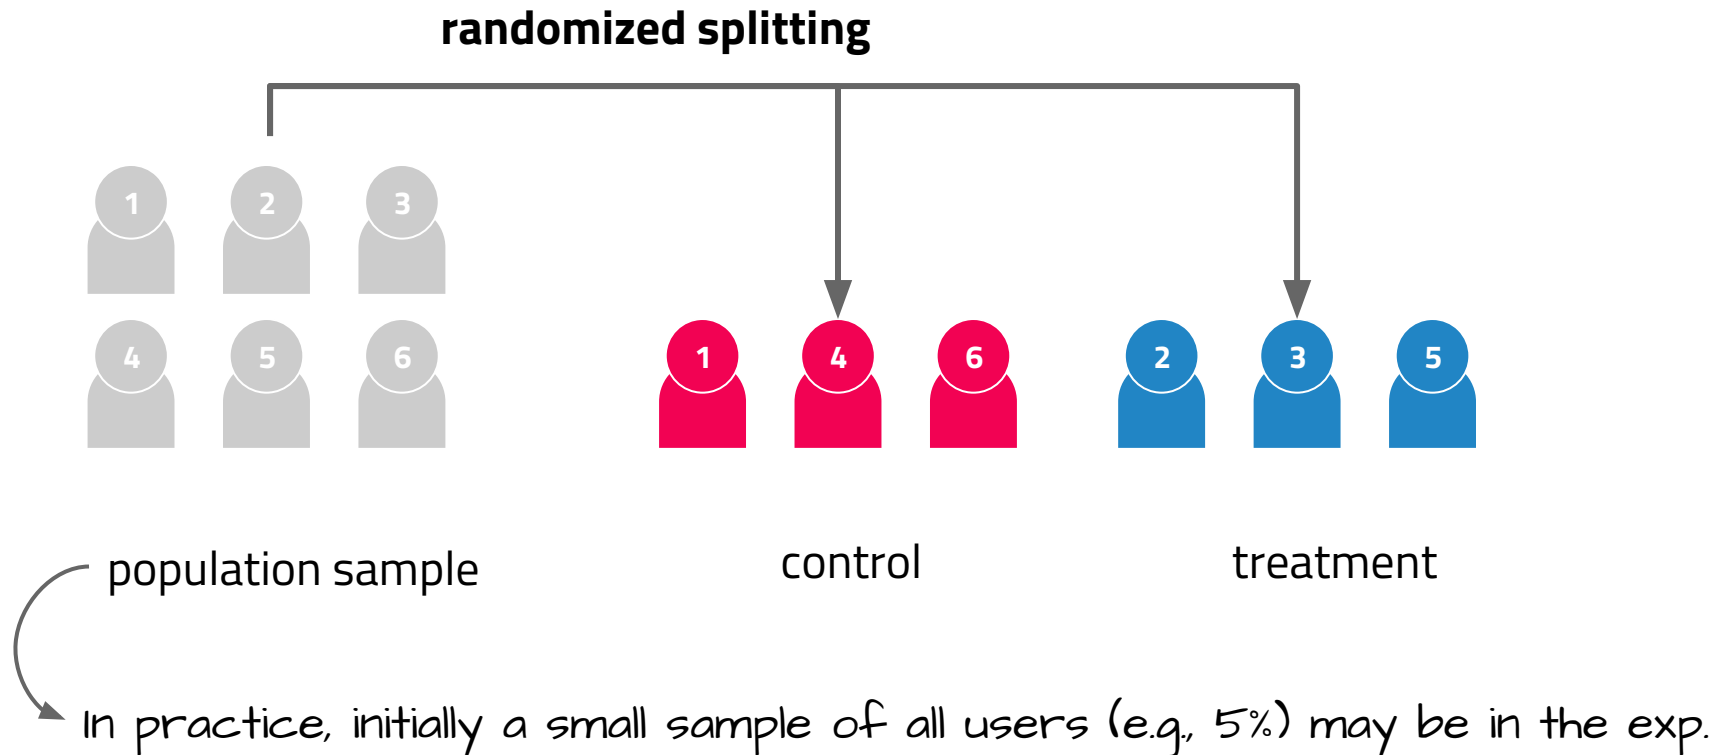 randomized splitting
1 2 3
4 5 6 1 4 6 2 3 5
population sample control treatment
In practice, initially a small sample of all users (e.g., 5%) may be in the exp.